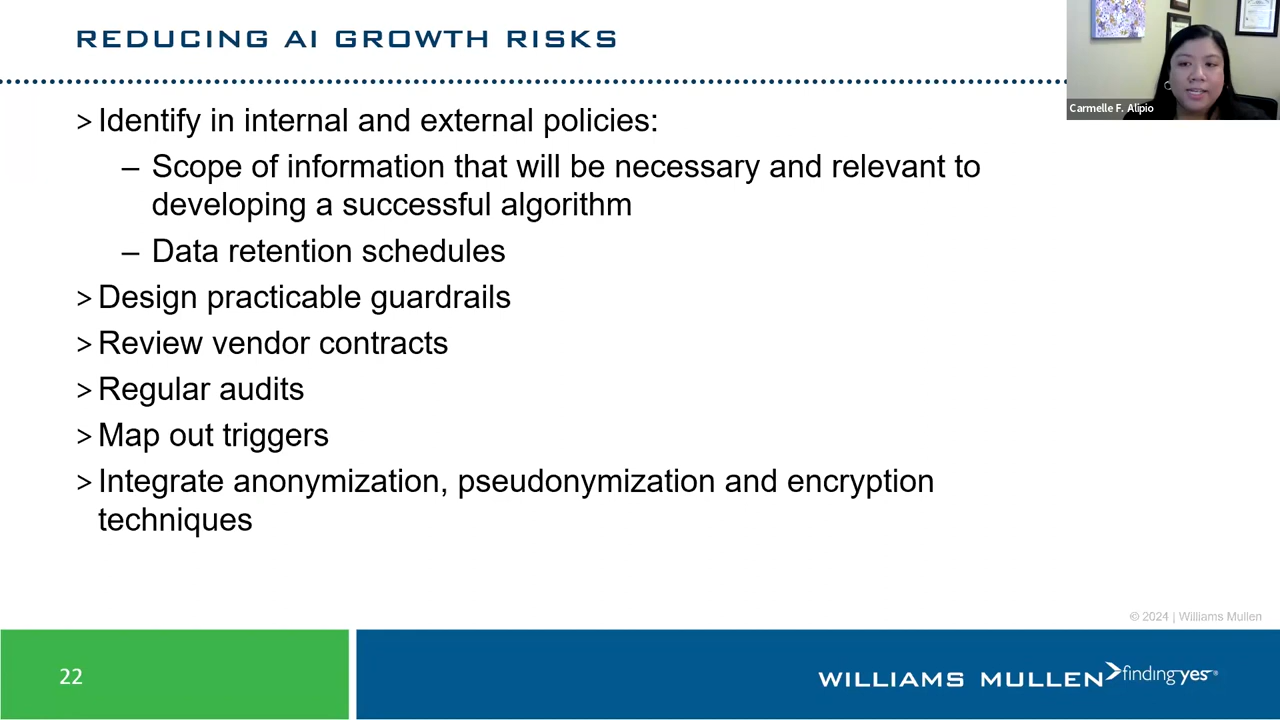 REDUCING AI GROWTH RISKS
Carmelle F. Alipio
> Identify in internal and external policies:
– Scope of information that will be necessary and relevant to
developing a successful algorithm
– Data retention schedules
> Design practicable guardrails
> Review vendor contracts
> Regular audits
> Map out triggers
> Integrate anonymization, pseudonymization and encryption
techniques
© 2024 | Williams Mullen
22
WILLIAMS MULLEN finding yes®